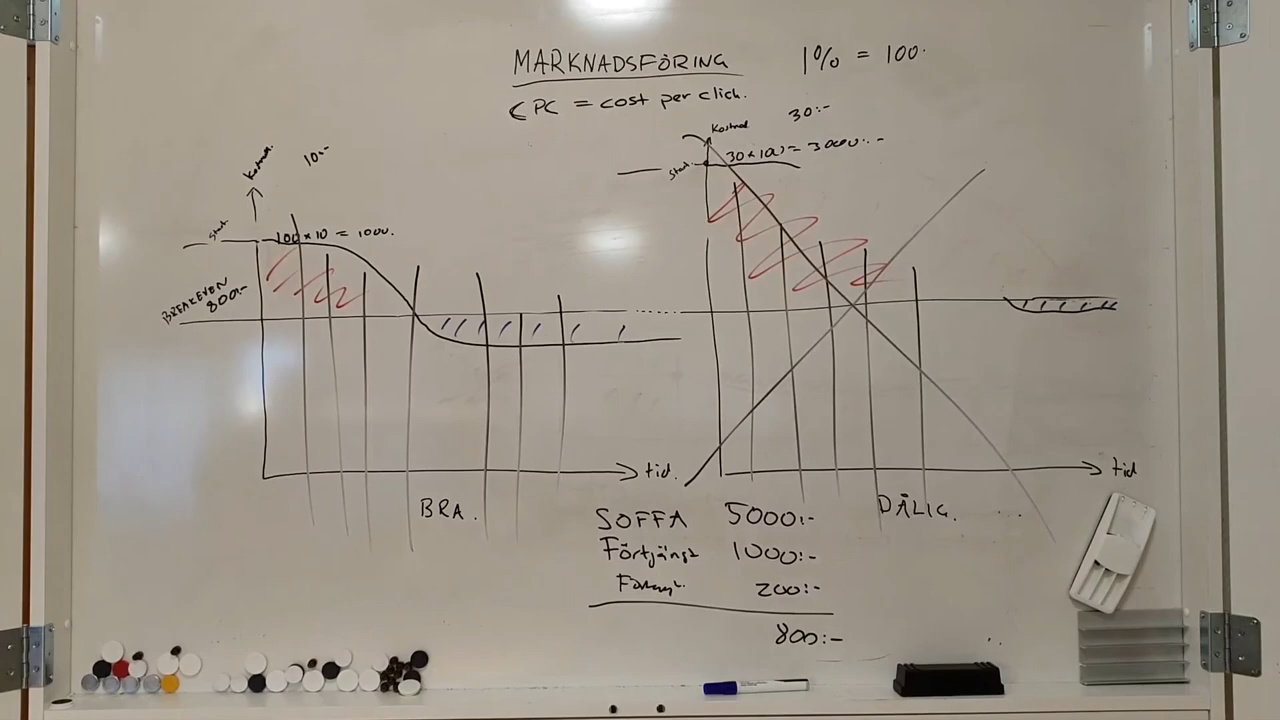 MARKNADSFÖRING
1% = 100.
CPC = cost per click.
Kostnad
10:-
Start
100 × 10 = 1000.
BREAKEVEN
800:-
tid.
BRA.
30:-
Kostnad
30 × 100 = 3000:-
Start
tid
DÅLIG.
SOFFA 5000:-
Förtjänst 1000:-
200:-
800:-